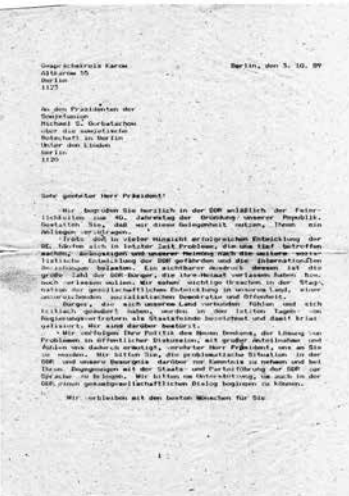 Gesprächskreis Karow Berlin, den 3. 10. 89
Altkarow 55
Berlin
1123
An den Präsidenten der
Sowjetunion
Michael S. Gorbatschow
über die sowjetische
Botschaft in Berlin
Unter den Linden
Berlin
Sehr geehrter Herr Präsident!
Wir begrüßen Sie herzlich in der DDR anläßlich der Feier-
lichkeiten zum 40. Jahrestag der Gründung unserer Republik.
Gestatten Sie, daß wir diese Gelegenheit nutzen, Ihnen ein
Anliegen vorzutragen.
Trotz der in vieler Hinsicht erfolgreichen Entwicklung der
häufen sich in letzter Zeit Probleme, die uns tief betroffen
machen, und unserer Meinung nach die weitere sozia-
listische Entwicklung der DDR gefährden und die internationalen
Beziehungen belasten. Ein sichtbarer Ausdruck dessen ist die
große Zahl der DDR-Bürger, die ihre Heimat verlassen haben bzw.
noch verlassen wollen. Wir sehen wichtige Ursachen in der Stag-
nation der gesellschaftlichen Entwicklung in unserem Land, einer
unzureichenden sozialistischen Demokratie und Offenheit.
Bürger, die sich unserem Land verbunden fühlen und sich
kritisch geäußert haben, wurden in den letzten Tagen von
Regierungsvertretern als Staatsfeinde bezeichnet und damit krimi-
nalisiert. Wir sind darüber bestürzt.
Wir verfolgen Ihre Politik des Neuen Denkens, der Lösung von
Problemen in öffentlicher Diskussion, mit großer Anteilnahme und
fühlen uns dadurch ermutigt, verehrter Herr Präsident, uns an Sie
zu wenden. Wir bitten Sie, die problematische Situation in der
DDR und unsere Besorgnis darüber zur Kenntnis zu nehmen und bei
Ihren Begegnungen mit der Staats- und Parteiführung der DDR zur
Sprache zu bringen. Wir bitten um Unterstützung, um auch in der
DDR einen gesamtgesellschaftlichen Dialog beginnen zu können.
Wir verbleiben mit den besten Wünschen für Sie
1